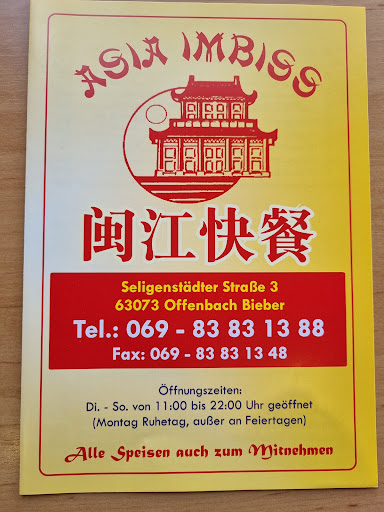 ASIA IMBISS
闽江快餐
Seligenstädter Straße 3
63073 Offenbach Bieber
Tel.: 069 - 83 83 13 88
Fax: 069 - 83 83 13 48
Öffnungszeiten:
Di. - So. von 11:00 bis 22:00 Uhr geöffnet
(Montag Ruhetag, außer an Feiertagen)
Alle Speisen auch zum Mitnehmen